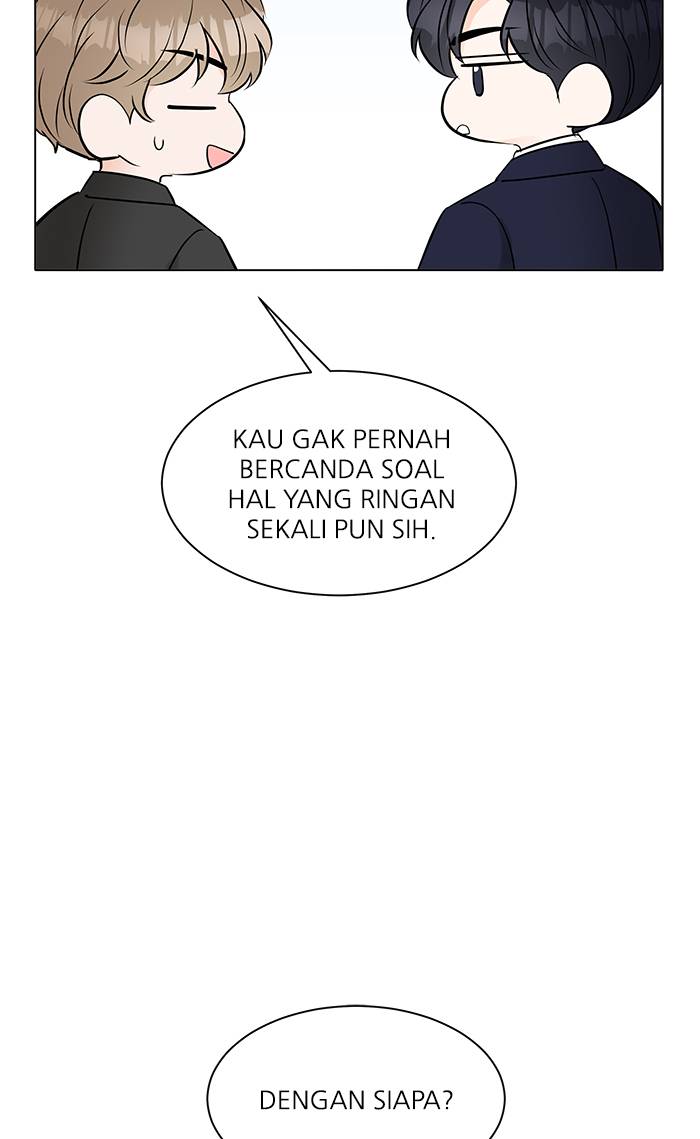 KAU GAK PERNAH
BERCANDA SOAL
HAL YANG RINGAN
SEKALI PUN SIH.
DENGAN SIAPA?